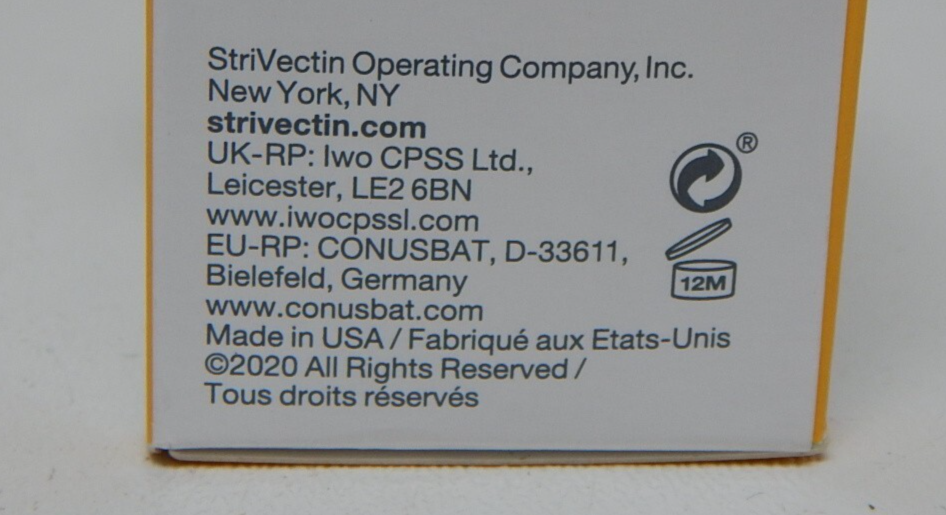 StriVectin Operating Company, Inc.
New York, NY
strivectin.com
UK-RP: Iwo CPSS Ltd.,
Leicester, LE2 6BN
www.iwocpssl.com
EU-RP: CONUSBAT, D-33611,
Bielefeld, Germany
www.conusbat.com
Made in USA / Fabriqué aux Etats-Unis
©2020 All Rights Reserved /
Tous droits réservés
®
12M